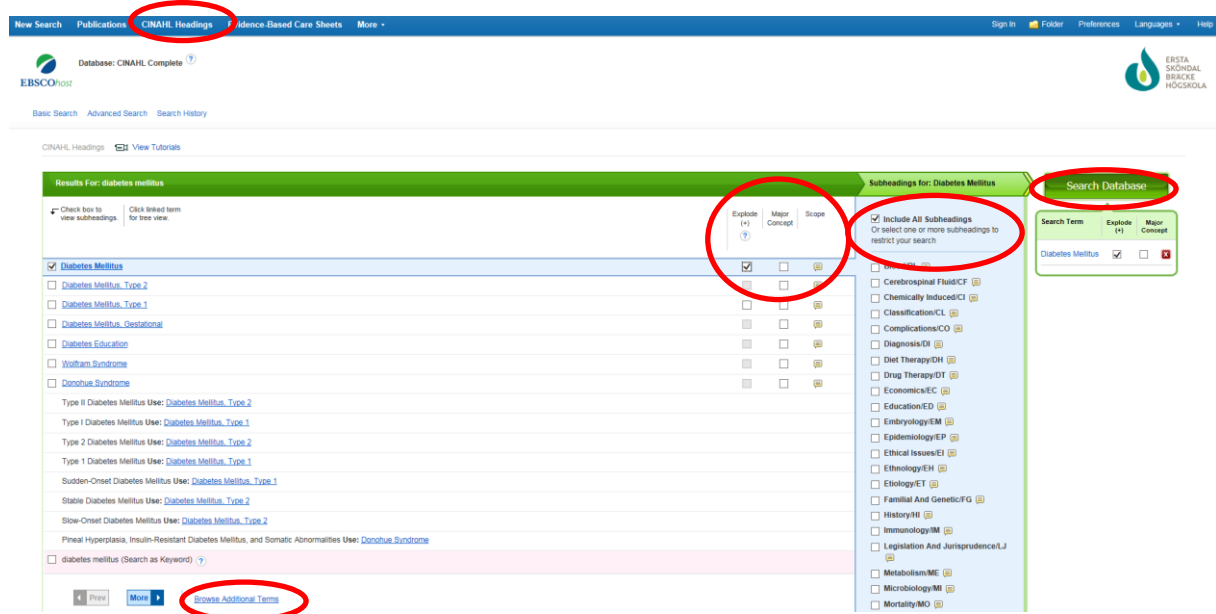 New Search Publications CINAHL Headings Evidence-Based Care Sheets More
Sign In Folder Preferences Languages Help
Database: CINAHL Complete ?
EBSCOhost
ERSTA
SKÖNDAL
BRÄCKE
HÖGSKOLA
Basic Search Advanced Search Search History
CINAHL Headings View Tutorials
Results For: diabetes mellitus
Check box to view subheadings.
Click linked term for tree view.
Explode (+) ?
Major Concept
Scope
Diabetes Mellitus
Diabetes Mellitus, Type 2
Diabetes Mellitus, Type 1
Diabetes Mellitus, Gestational
Diabetes Education
Wolfram Syndrome
Donohue Syndrome
Type II Diabetes Mellitus Use: Diabetes Mellitus, Type 2
Type I Diabetes Mellitus Use: Diabetes Mellitus, Type 1
Type 2 Diabetes Mellitus Use: Diabetes Mellitus, Type 2
Type 1 Diabetes Mellitus Use: Diabetes Mellitus, Type 1
Sudden-Onset Diabetes Mellitus Use: Diabetes Mellitus, Type 1
Stable Diabetes Mellitus Use: Diabetes Mellitus, Type 2
Slow-Onset Diabetes Mellitus Use: Diabetes Mellitus, Type 2
Pineal Hyperplasia, Insulin-Resistant Diabetes Mellitus, and Somatic Abnormalities Use: Donohue Syndrome
diabetes mellitus (Search as Keyword) ?
Prev More Browse Additional Terms
Subheadings for: Diabetes Mellitus
Include All Subheadings
Or select one or more subheadings to
restrict your search
Cerebrospinal Fluid/CF
Chemically Induced/CI
Classification/CL
Complications/CO
Diagnosis/DI
Diet Therapy/DH
Drug Therapy/DT
Economics/EC
Education/ED
Embryology/EM
Epidemiology/EP
Ethical Issues/EI
Ethnology/EH
Etiology/ET
Familial And Genetic/FG
History/HI
Immunology/IM
Legislation And Jurisprudence/LJ
Metabolism/ME
Microbiology/MI
Mortality/MO
Search Database
Search Term Explode (+) Major Concept
Diabetes Mellitus X